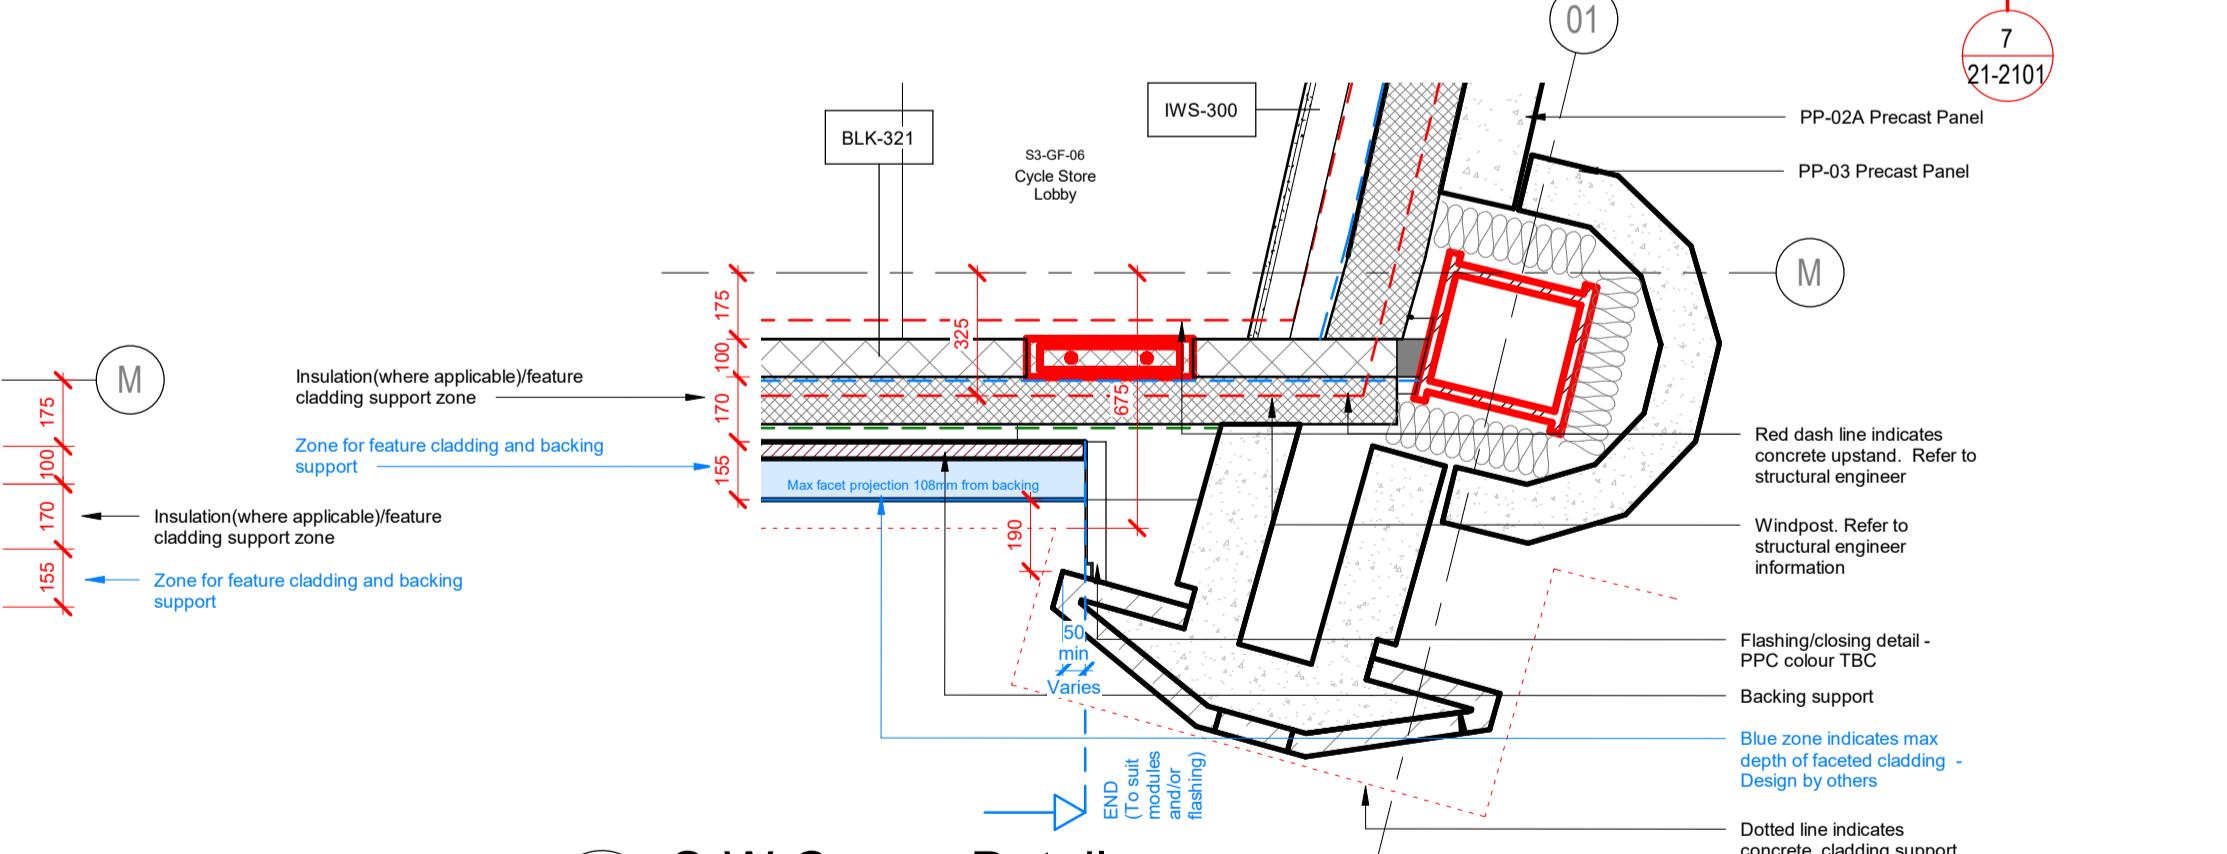 01
7
21-2101
PP-02A Precast Panel
PP-03 Precast Panel
BLK-321
IWS-300
S3-GF-06
Cycle Store
Lobby
M
M
175
100
170
155
325
675
190
175
100
170
155
Insulation(where applicable)/feature
cladding support zone
Zone for feature cladding and backing
support
Insulation(where applicable)/feature
cladding support zone
Zone for feature cladding and backing
support
Max facet projection 108mm from backing
50
min
Varies
END
(To suit
modules
and/or
flashing)
Red dash line indicates
concrete upstand. Refer to
structural engineer
Windpost. Refer to
structural engineer
information
Flashing/closing detail -
PPC colour TBC
Backing support
Blue zone indicates max
depth of faceted cladding -
Design by others
Dotted line indicates
concrete cladding support